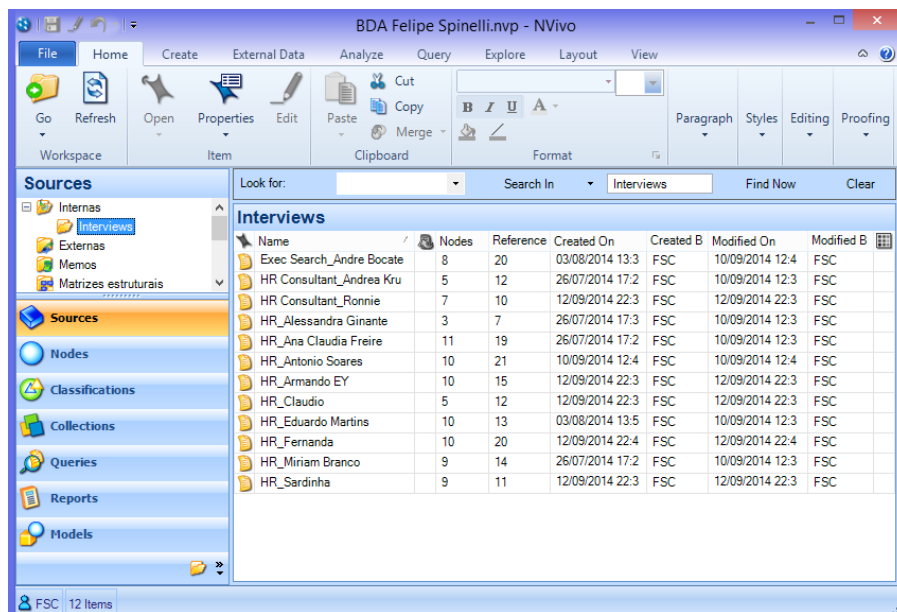 BDA Felipe Spinelli.nvp - NVivo
File Home Create External Data Analyze Query Explore Layout View
Go Refresh Open Properties Edit Paste Cut Copy Merge B I U A Paragraph Styles Editing Proofing
Workspace Item Clipboard Format
Sources
Look for: Search In Interviews Find Now Clear
Internas
Interviews
Externas
Memos
Matrizes estruturais
Sources
Nodes
Classifications
Collections
Queries
Reports
Models
Interviews
Name Nodes Reference Created On Created B Modified On Modified B
Exec Search_Andre Bocate 8 20 03/08/2014 13:3 FSC 10/09/2014 12:4 FSC
HR Consultant_Andrea Kru 5 12 26/07/2014 17:2 FSC 10/09/2014 12:3 FSC
HR Consultant_Ronnie 7 10 12/09/2014 22:3 FSC 12/09/2014 22:3 FSC
HR_Alessandra Ginante 3 7 26/07/2014 17:3 FSC 10/09/2014 12:3 FSC
HR_Ana Claudia Freire 11 19 26/07/2014 17:2 FSC 10/09/2014 12:3 FSC
HR_Antonio Soares 10 21 10/09/2014 12:4 FSC 10/09/2014 12:4 FSC
HR_Armando EY 10 15 12/09/2014 22:3 FSC 12/09/2014 22:3 FSC
HR_Claudio 5 12 12/09/2014 22:3 FSC 12/09/2014 22:3 FSC
HR_Eduardo Martins 10 13 03/08/2014 13:5 FSC 10/09/2014 12:3 FSC
HR_Fernanda 10 20 12/09/2014 22:4 FSC 12/09/2014 22:4 FSC
HR_Miriam Branco 9 14 26/07/2014 17:2 FSC 10/09/2014 12:3 FSC
HR_Sardinha 9 11 12/09/2014 22:3 FSC 12/09/2014 22:3 FSC
FSC 12 Items